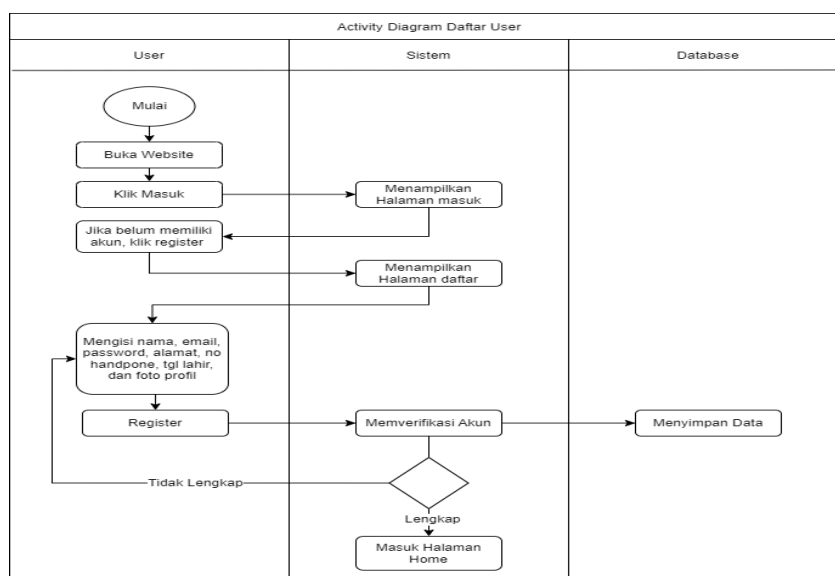 Activity Diagram Daftar User
User
Sistem
Database
Mulai
Buka Website
Klik Masuk
Menampilkan
Halaman masuk
Jika belum memiliki
akun, klik register
Menampilkan
Halaman daftar
Mengisi nama, email,
password, alamat, no
handpone, tgl lahir,
dan foto profil
Register
Memverifikasi Akun
Menyimpan Data
Tidak Lengkap
Lengkap
Masuk Halaman
Home